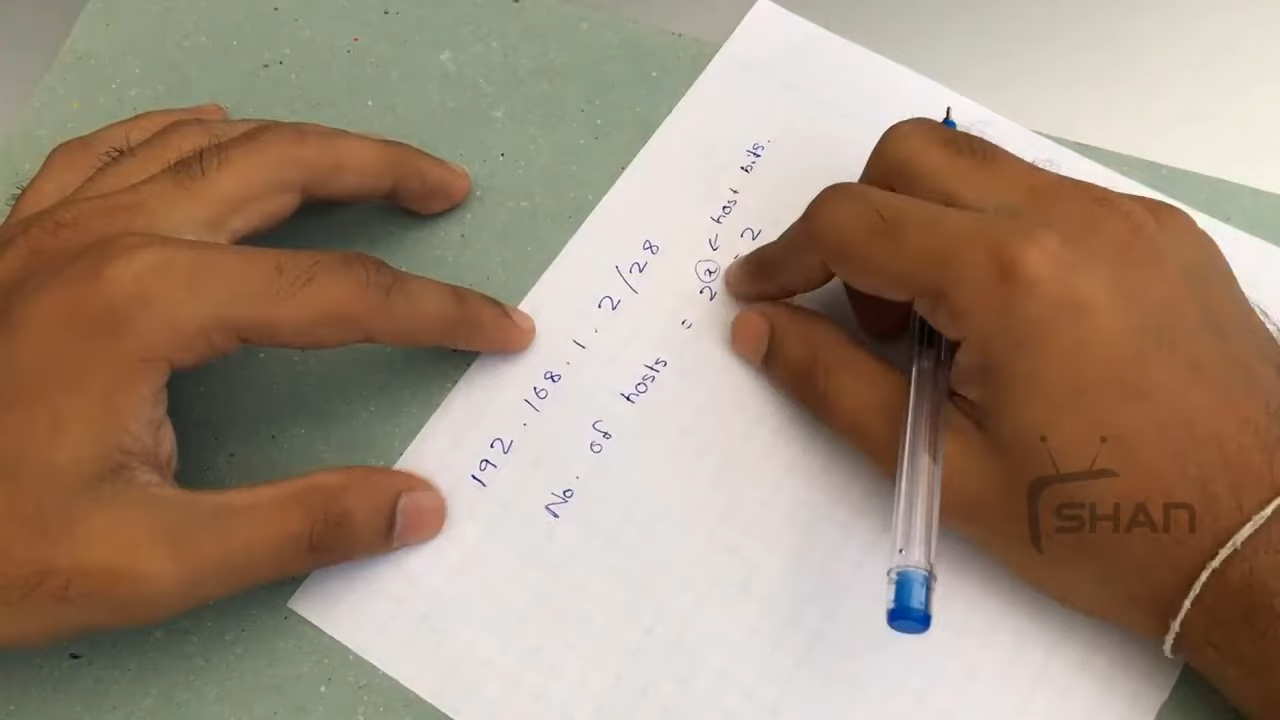 192.168.1.2/28
No. of hosts = 2ˣ - 2
x ← host bits.
SHAN